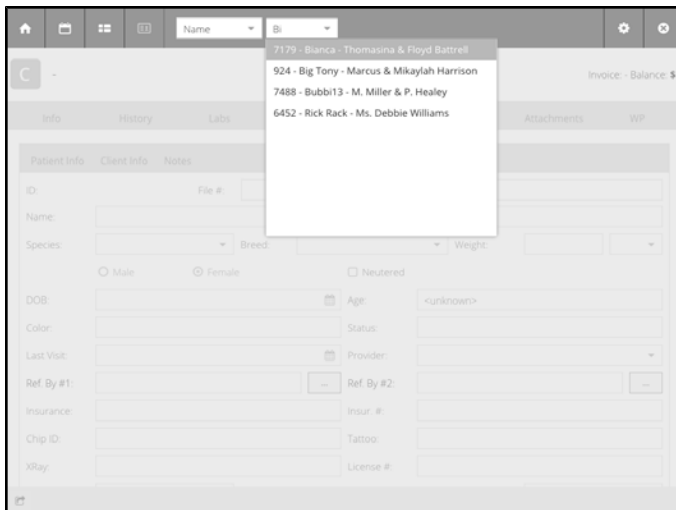 Name
Bi
7179 - Bianca - Thomasina & Floyd Battrell
924 - Big Tony - Marcus & Mikaylah Harrison
7488 - Bubbi13 - M. Miller & P. Healey
6452 - Rick Rack - Ms. Debbie Williams
C -
Invoice: - Balance: $
Info History Labs Attachments WP
Patient Info Client Info Notes
ID: File #:
Name:
Species: Breed: Weight:
Male Female Neutered
DOB: Age: <unknown>
Color: Status:
Last Visit: Provider:
Ref. By #1: ... Ref. By #2: ...
Insurance: Insur. #:
Chip ID: Tattoo:
XRay: License #: